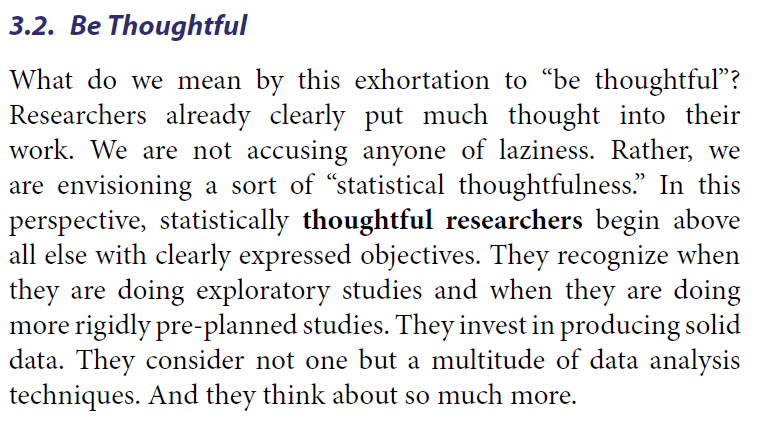 3.2. Be Thoughtful
What do we mean by this exhortation to “be thoughtful”?
Researchers already clearly put much thought into their
work. We are not accusing anyone of laziness. Rather, we
are envisioning a sort of “statistical thoughtfulness.” In this
perspective, statistically thoughtful researchers begin above
all else with clearly expressed objectives. They recognize when
they are doing exploratory studies and when they are doing
more rigidly pre-planned studies. They invest in producing solid
data. They consider not one but a multitude of data analysis
techniques. And they think about so much more.